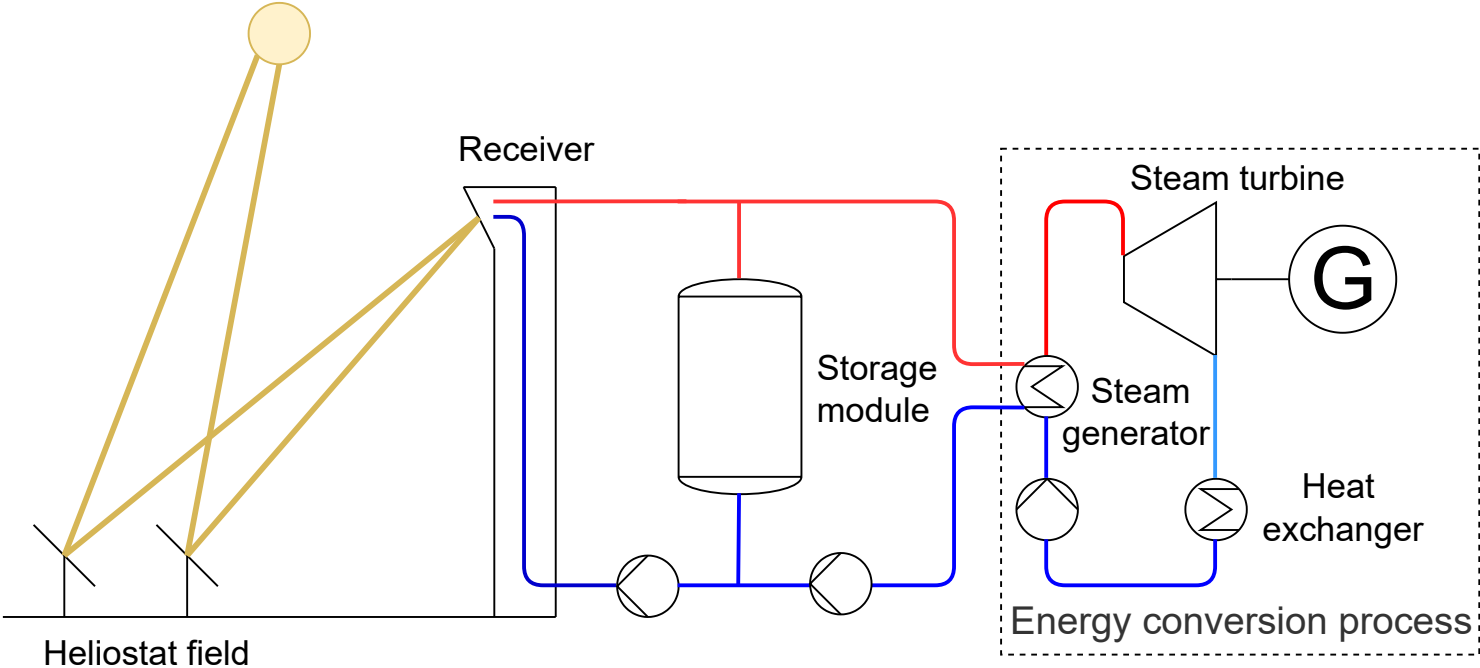 Receiver
Steam turbine
G
Storage
module
Steam
generator
Heat
exchanger
Energy conversion process
Heliostat field